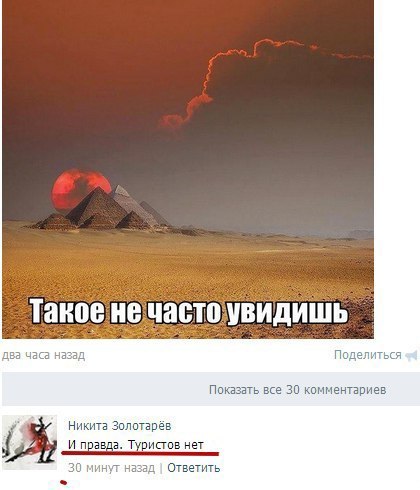 Такое не часто увидишь
два часа назад
Поделиться
Показать все 30 комментариев
Никита Золотарёв
И правда. Туристов нет
30 минут назад | Ответить